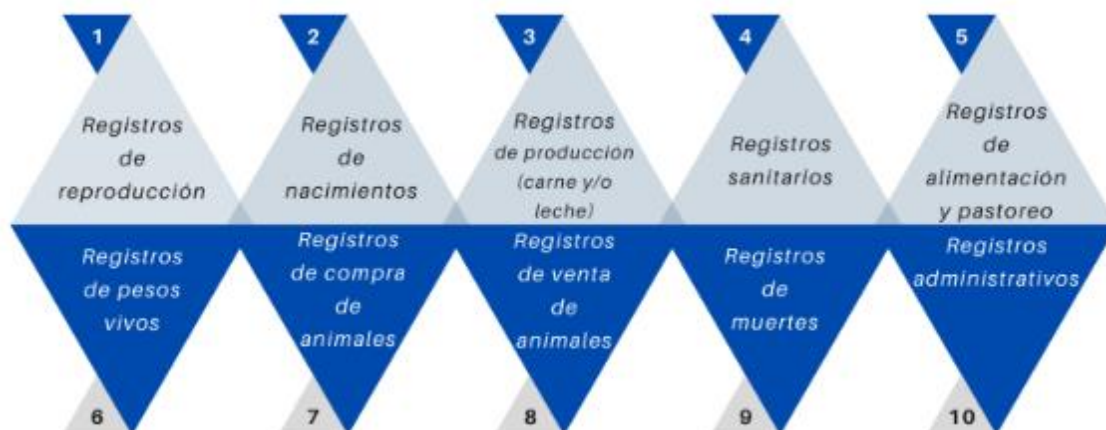 1
Registros
de
reproducción
2
Registros
de
nacimientos
3
Registros
de producción
(carne y/o
leche)
4
Registros
sanitarios
5
Registros
de
alimentación
y pastoreo
Registros
de pesos
vivos
6
Registros
de compra
de
animales
7
Registros
de venta
de
animales
8
Registros
de
muertes
9
Registros
administrativos
10